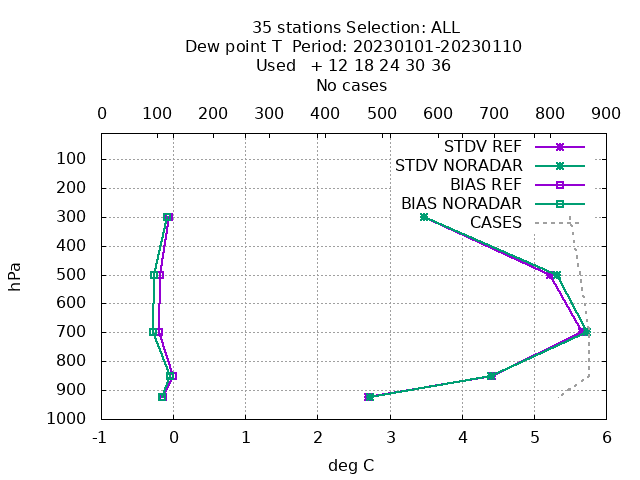 35 stations Selection: ALL
Dew point T  Period: 20230101-20230110
Used   + 12 18 24 30 36
No cases
0 100 200 300 400 500 600 700 800 900
STDV REF
STDV NORADAR
BIAS REF
BIAS NORADAR
CASES
hPa
100
200
300
400
500
600
700
800
900
1000
-1 0 1 2 3 4 5 6
deg C